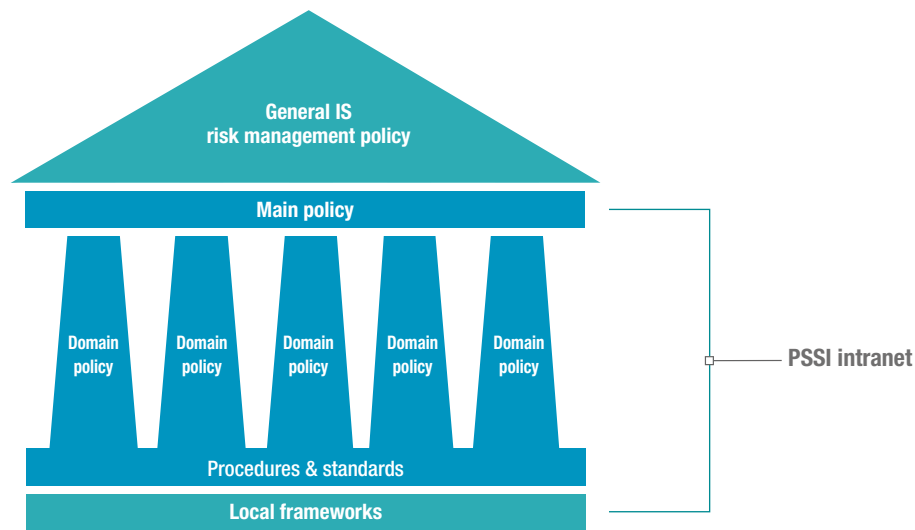 General IS
risk management policy
Main policy
Domain
policy
Domain
policy
Domain
policy
Domain
policy
Domain
policy
PSSI intranet
Procedures & standards
Local frameworks